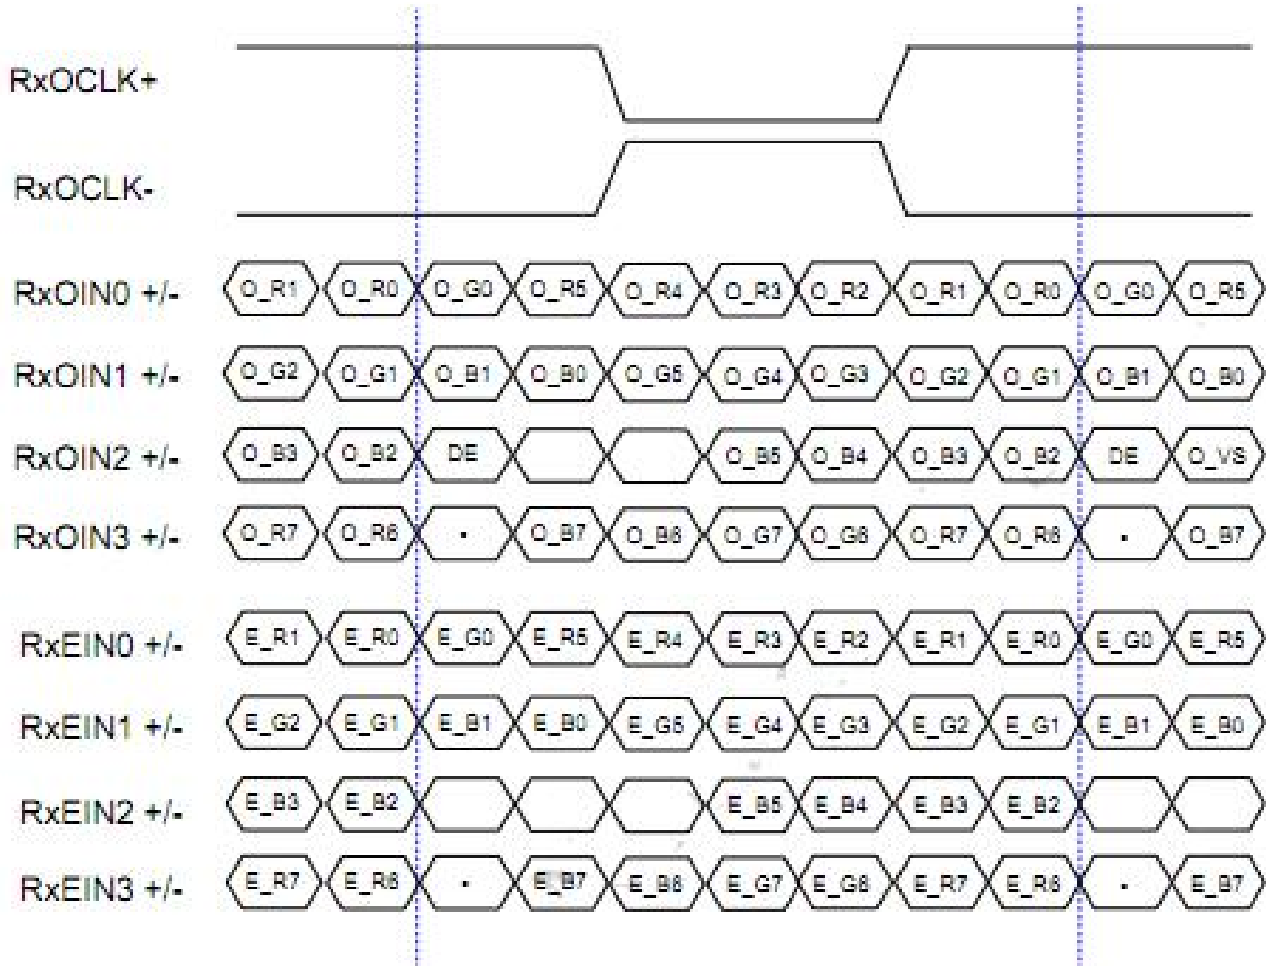 RxOCLK+
RxOCLK-
RxOIN0 +/- O_R1 O_R0 O_G0 O_R5 O_R4 O_R3 O_R2 O_R1 O_R0 O_G0 O_R5
RxOIN1 +/- O_G2 O_G1 O_B1 O_B0 O_G5 O_G4 O_G3 O_G2 O_G1 O_B1 O_B0
RxOIN2 +/- O_B3 O_B2 DE O_B5 O_B4 O_B3 O_B2 DE O_VS
RxOIN3 +/- O_R7 O_R6 - O_B7 O_B6 O_G7 O_G6 O_R7 O_R6 - O_B7
RxEIN0 +/- E_R1 E_R0 E_G0 E_R5 E_R4 E_R3 E_R2 E_R1 E_R0 E_G0 E_R5
RxEIN1 +/- E_G2 E_G1 E_B1 E_B0 E_G5 E_G4 E_G3 E_G2 E_G1 E_B1 E_B0
RxEIN2 +/- E_B3 E_B2 E_B5 E_B4 E_B3 E_B2
RxEIN3 +/- E_R7 E_R6 - E_B7 E_B6 E_G7 E_G6 E_R7 E_R6 - E_B7